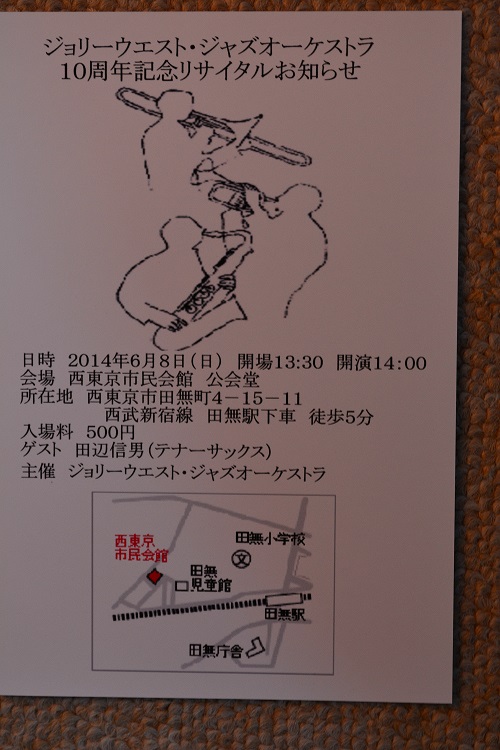 ジョリーウエスト・ジャズオーケストラ
10周年記念リサイタルお知らせ
日時 2014年6月8日(日) 開場13:30 開演14:00
会場 西東京市民会館 公会堂
所在地 西東京市田無町4-15-11
西武新宿線 田無駅下車 徒歩5分
入場料 500円
ゲスト 田辺信男(テナーサックス)
主催 ジョリーウエスト・ジャズオーケストラ
西東京
市民会館
田無小学校
文
田無
児童館
田無駅
田無庁舎